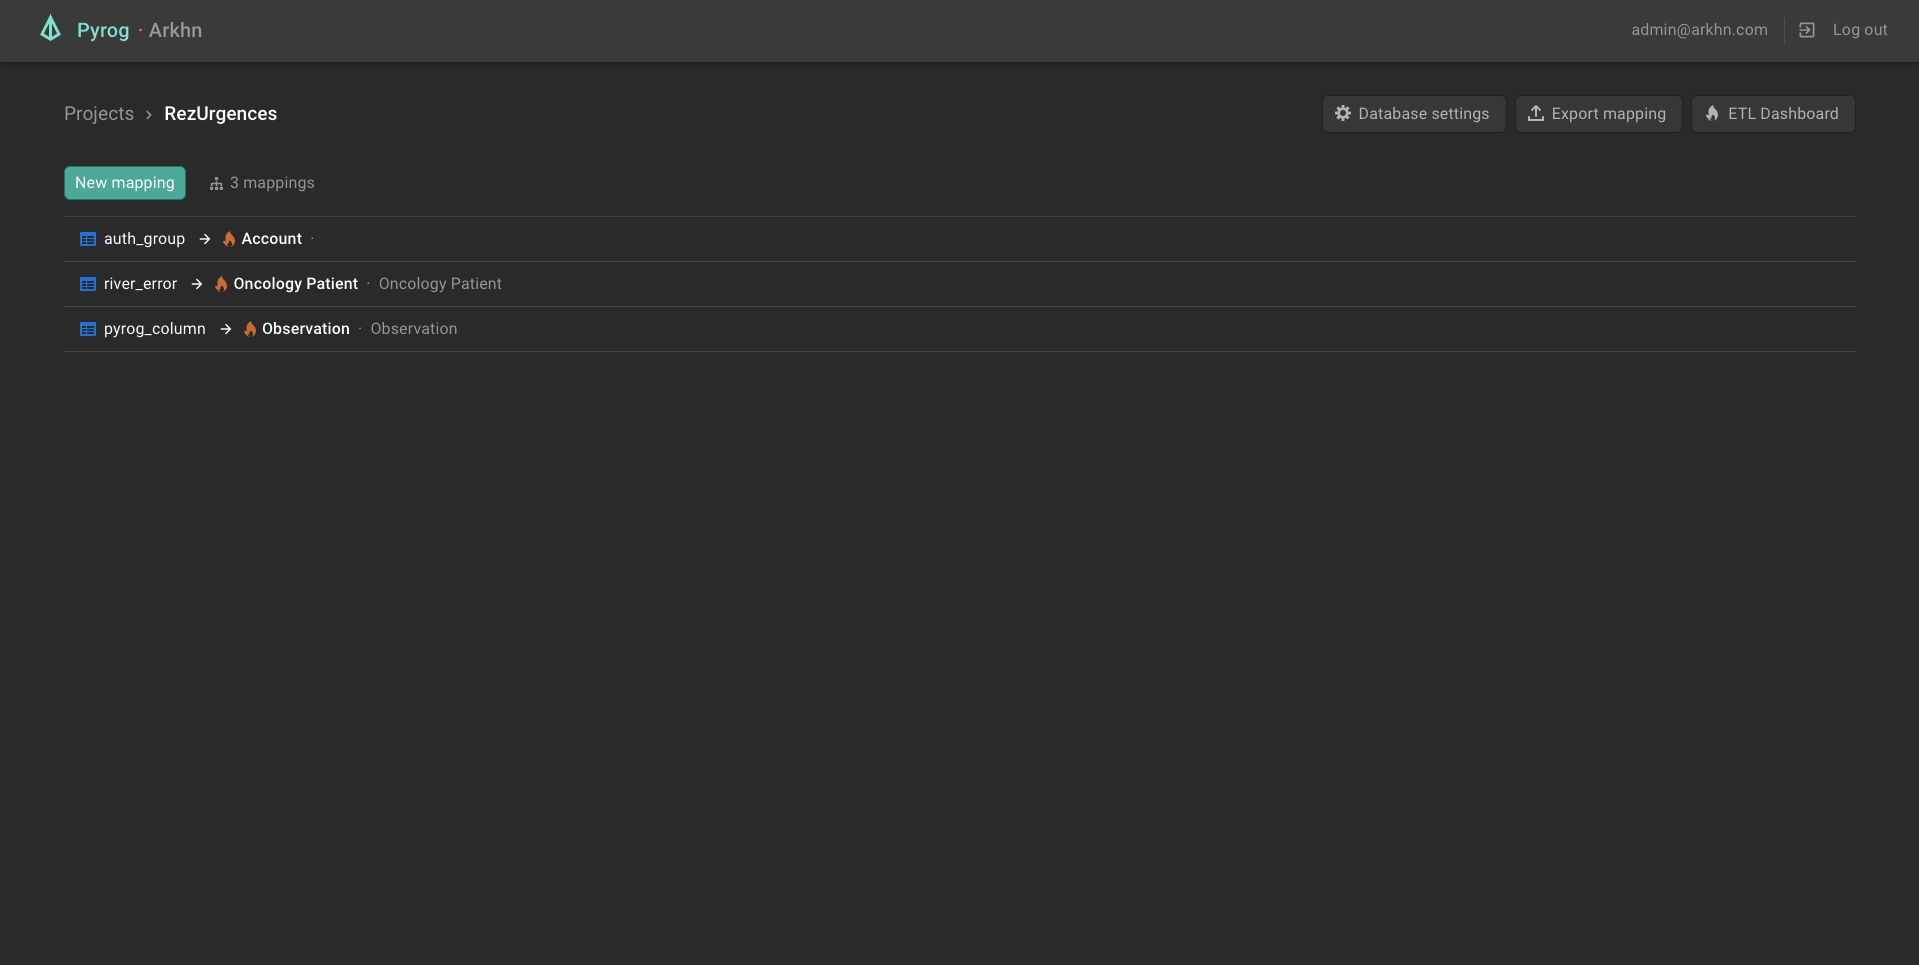 Pyrog · Arkhn
admin@arkhn.com
Log out
Projects › RezUrgences
Database settings
Export mapping
ETL Dashboard
New mapping
3 mappings
auth_group → Account ·
river_error → Oncology Patient · Oncology Patient
pyrog_column → Observation · Observation